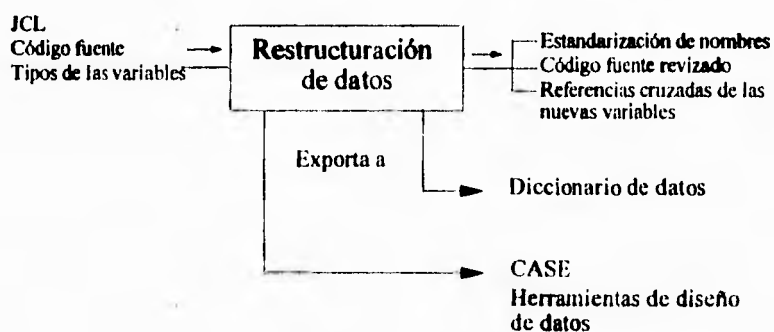 JCL
Código fuente
Tipos de las variables
Restructuración
de datos
Estandarización de nombres
Código fuente revizado
Referencias cruzadas de las
nuevas variables
Exporta a
Diccionario de datos
CASE
Herramientas de diseño
de datos